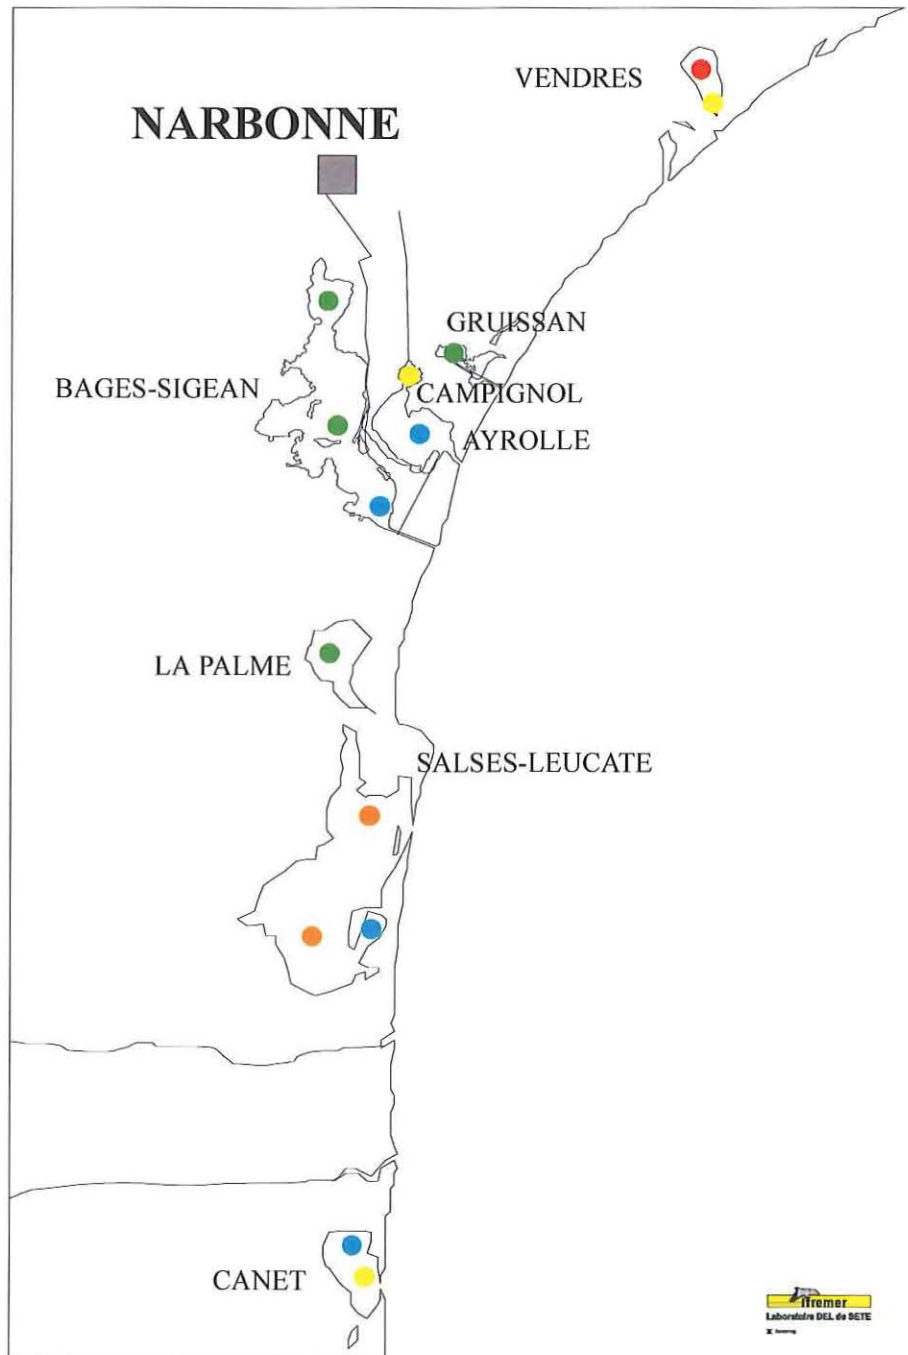 VENDRES
NARBONNE
GRUISSAN
BAGES-SIGEAN
CAMPIGNOL
AYROLLE
LA PALME
SALSES-LEUCATE
CANET
Ifremer
Laboratoire DEL de SETE